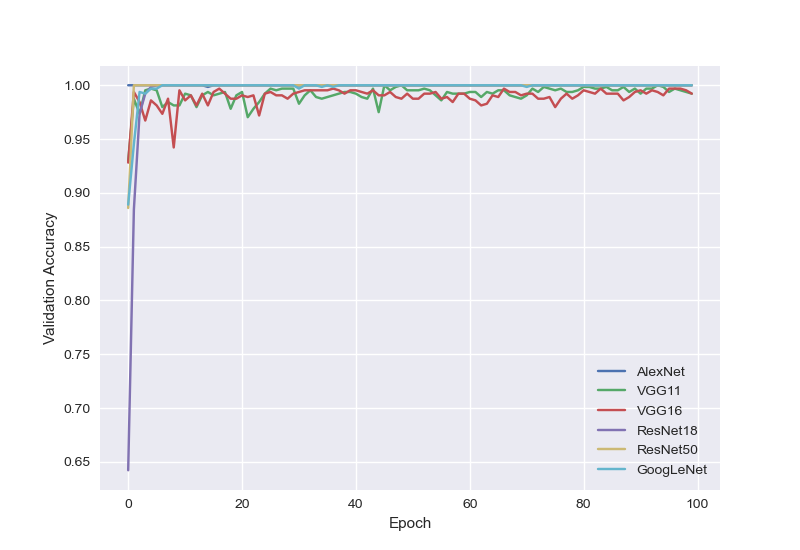 1.00
0.95
0.90
0.85
0.80
0.75
0.70
0.65
Validation Accuracy
AlexNet
VGG11
VGG16
ResNet18
ResNet50
GoogLeNet
0 20 40 60 80 100
Epoch